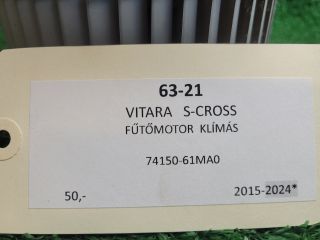 63-21
VITARA S-CROSS
FŰTŐMOTOR KLÍMÁS
74150-61MA0
50,- 2015-2024*